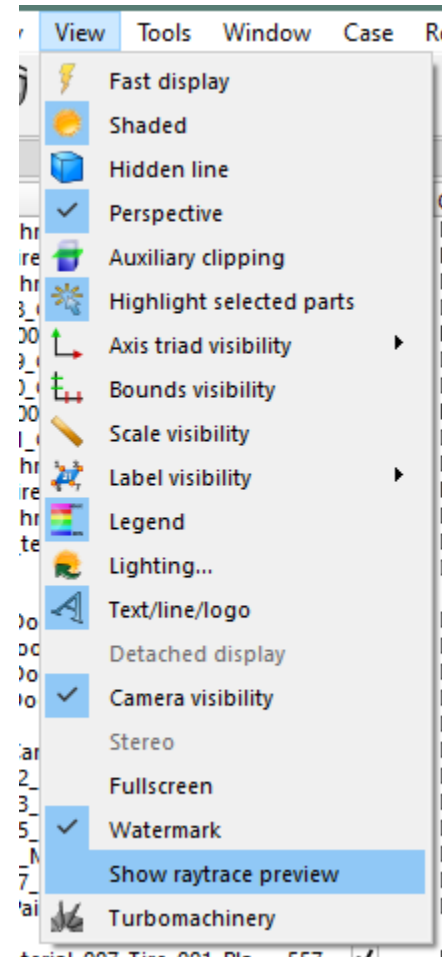 View Tools Window Case
Fast display
Shaded
Hidden line
Perspective
Auxiliary clipping
Highlight selected parts
Axis triad visibility
Bounds visibility
Scale visibility
Label visibility
Legend
Lighting...
Text/line/logo
Detached display
Camera visibility
Stereo
Fullscreen
Watermark
Show raytrace preview
Turbomachinery